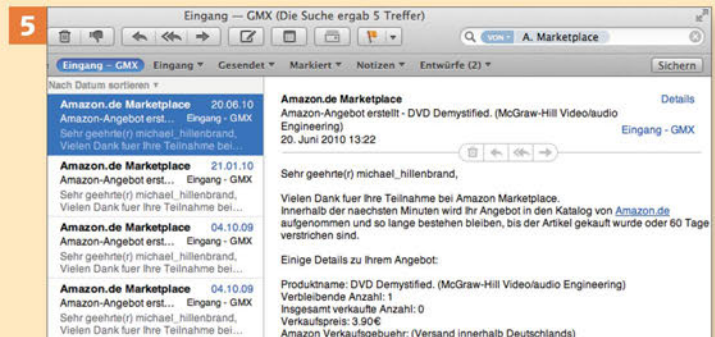 5
Eingang — GMX (Die Suche ergab 5 Treffer)
VON A. Marketplace
Eingang – GMX Eingang Gesendet Markiert Notizen Entwürfe (2) Sichern
Nach Datum sortieren
Amazon.de Marketplace 20.06.10
Amazon-Angebot erst... Eingang - GMX
Sehr geehrte(r) michael_hillenbrand,
Vielen Dank fuer Ihre Teilnahme bei...
Amazon.de Marketplace 21.01.10
Amazon-Angebot erst... Eingang - GMX
Sehr geehrte(r) michael_hillenbrand,
Vielen Dank fuer Ihre Teilnahme bei...
Amazon.de Marketplace 04.10.09
Amazon-Angebot erst... Eingang - GMX
Sehr geehrte(r) michael_hillenbrand,
Vielen Dank fuer Ihre Teilnahme bei...
Amazon.de Marketplace 04.10.09
Amazon-Angebot erst... Eingang - GMX
Sehr geehrte(r) michael_hillenbrand,
Vielen Dank fuer Ihre Teilnahme bei...
Amazon.de Marketplace Details
Amazon-Angebot erstellt - DVD Demystified. (McGraw-Hill Video/audio
Engineering) Eingang - GMX
20. Juni 2010 13:22
Sehr geehrte(r) michael_hillenbrand,
Vielen Dank fuer Ihre Teilnahme bei Amazon Marketplace.
Innerhalb der naechsten Minuten wird Ihr Angebot in den Katalog von Amazon.de
aufgenommen und so lange bestehen bleiben, bis der Artikel gekauft wurde oder 60 Tage
verstrichen sind.
Einige Details zu Ihrem Angebot:
Produktname: DVD Demystified. (McGraw-Hill Video/audio Engineering)
Verbleibende Anzahl: 1
Insgesamt verkaufte Anzahl: 0
Verkaufspreis: 3.90€
Amazon Verkaufsgebuehr: (Versand innerhalb Deutschlands)